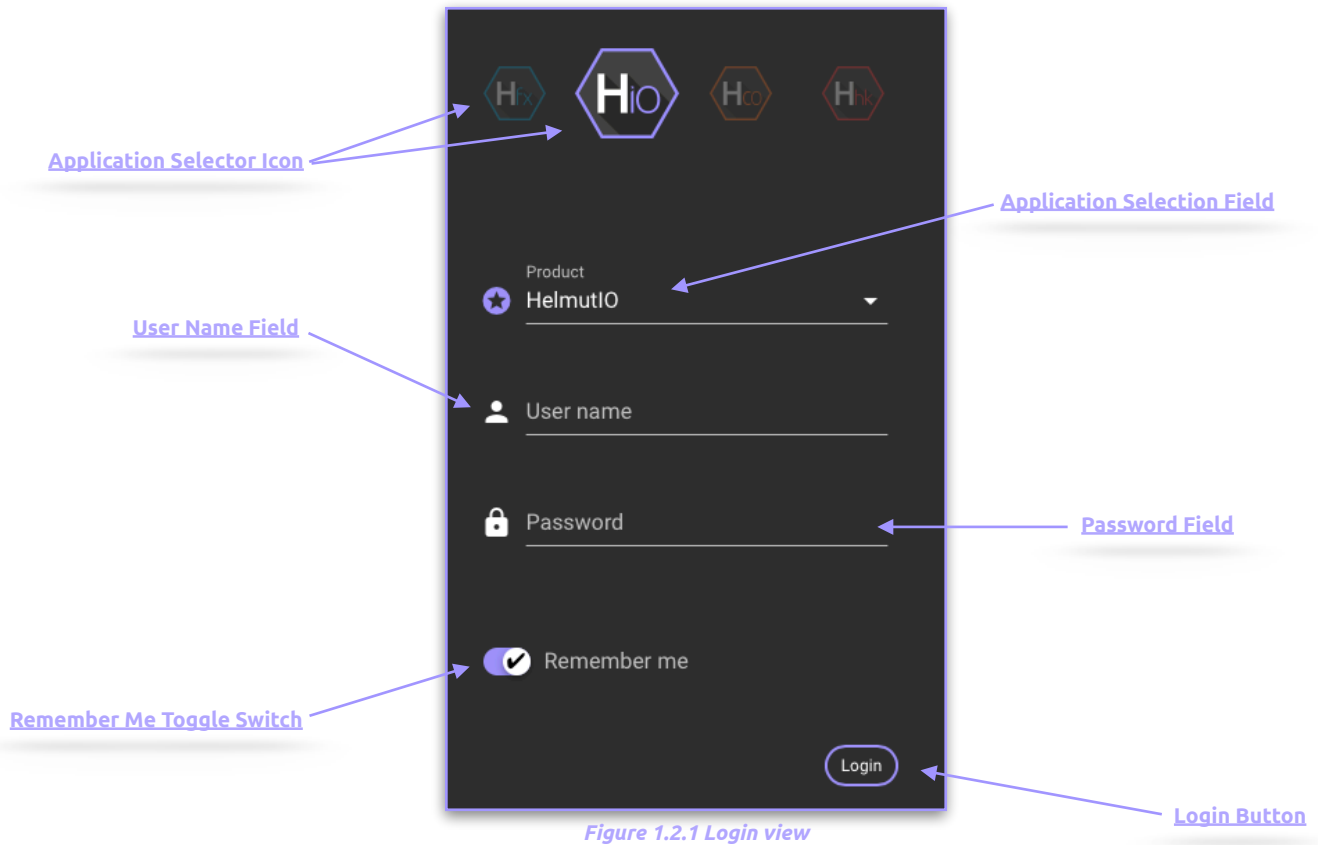 Hfx
HiO
Hco
Hhk
Application Selector Icon
Application Selection Field
Product
HelmutIO
User Name Field
User name
Password
Password Field
Remember me
Remember Me Toggle Switch
Login
Login Button
Figure 1.2.1 Login view